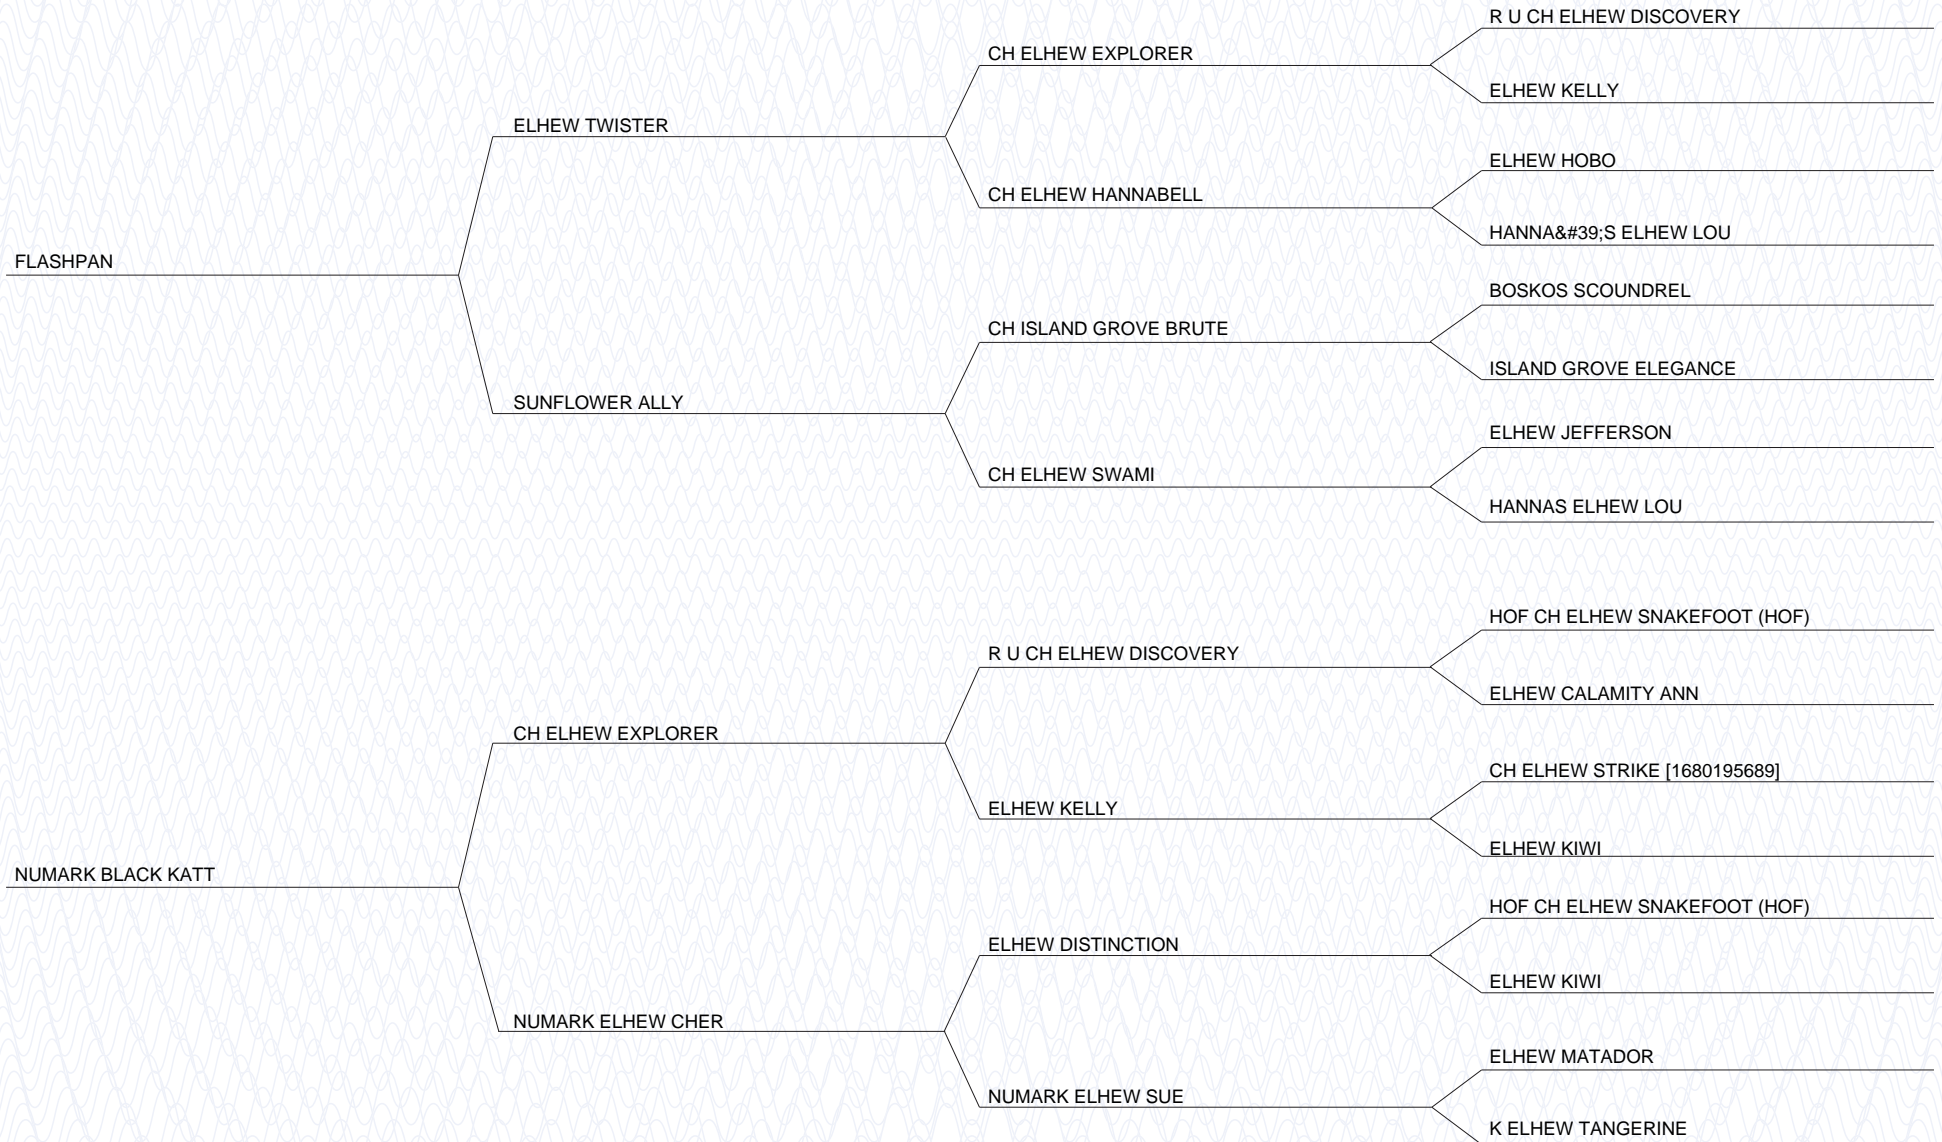 R U CH ELHEW DISCOVERY
CH ELHEW EXPLORER
ELHEW KELLY
ELHEW TWISTER
ELHEW HOBO
CH ELHEW HANNABELL
HANNA&#39;S ELHEW LOU
FLASHPAN
BOSKOS SCOUNDREL
CH ISLAND GROVE BRUTE
ISLAND GROVE ELEGANCE
SUNFLOWER ALLY
ELHEW JEFFERSON
CH ELHEW SWAMI
HANNAS ELHEW LOU
HOF CH ELHEW SNAKEFOOT (HOF)
R U CH ELHEW DISCOVERY
ELHEW CALAMITY ANN
CH ELHEW EXPLORER
CH ELHEW STRIKE [1680195689]
ELHEW KELLY
ELHEW KIWI
NUMARK BLACK KATT
HOF CH ELHEW SNAKEFOOT (HOF)
ELHEW DISTINCTION
ELHEW KIWI
NUMARK ELHEW CHER
ELHEW MATADOR
NUMARK ELHEW SUE
K ELHEW TANGERINE